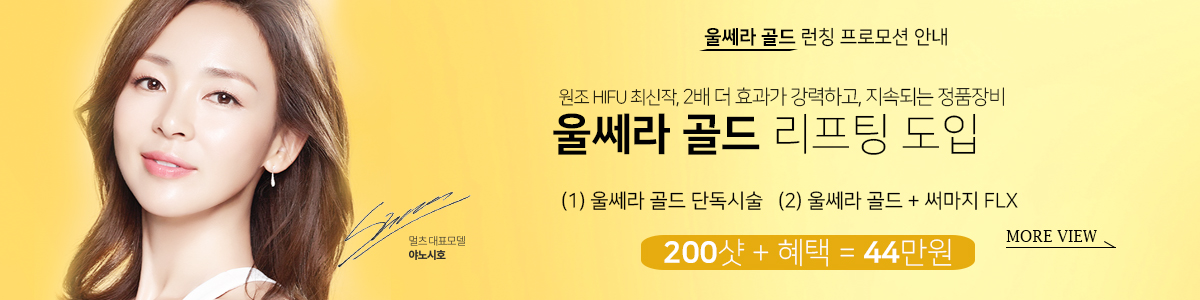 울쎄라 골드 런칭 프로모션 안내
원조 HIFU 최신작, 2배 더 효과가 강력하고, 지속되는 정품장비
울쎄라 골드 리프팅 도입
(1) 울쎄라 골드 단독시술 (2) 울쎄라 골드 + 써마지 FLX
200샷 + 혜택 = 44만원
MORE VIEW
멀츠 대표모델
야노시호